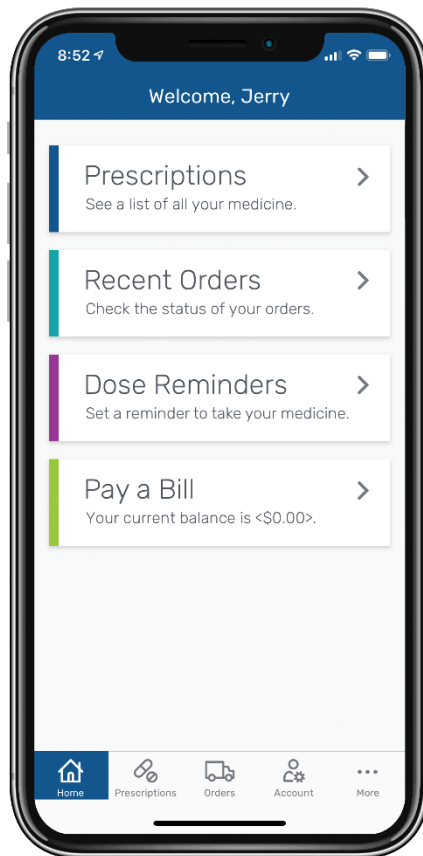 8:52
Welcome, Jerry
Prescriptions
See a list of all your medicine.
Recent Orders
Check the status of your orders.
Dose Reminders
Set a reminder to take your medicine.
Pay a Bill
Your current balance is <$0.00>.
Home Prescriptions Orders Account More